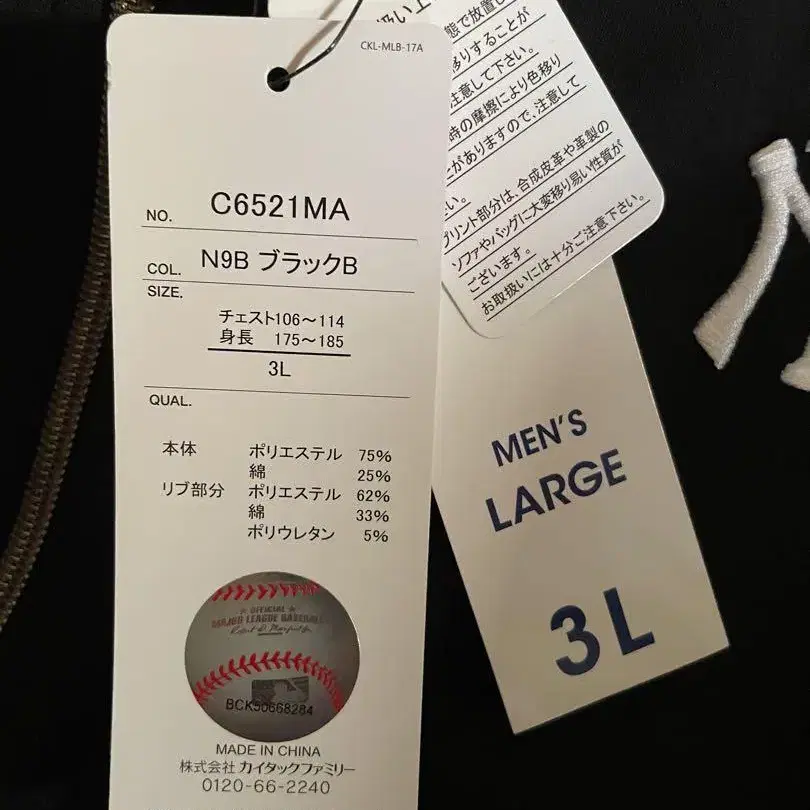 CKL-MLB-17A
NO. C6521MA
COL. N9B ブラックB
SIZE.
チェスト106～114
身長 175～185
3L
QUAL.
本体 ポリエステル 75%
綿 25%
リブ部分 ポリエステル 62%
綿 33%
ポリウレタン 5%
OFFICIAL
MAJOR LEAGUE BASEBALL
BCK50668284
MADE IN CHINA
株式会社 カイタックファミリー
0120-66-2240
扱い上
態で放置し
移りすることが
注意して下さい。
時の摩擦により色移り
がありますので、注意して
い。
プリント部分は、合成皮革や革製の
ソファやバッグに大変移り易い性質が
ございます。
お取扱いには十分ご注意下さい。
MEN'S
LARGE
3L